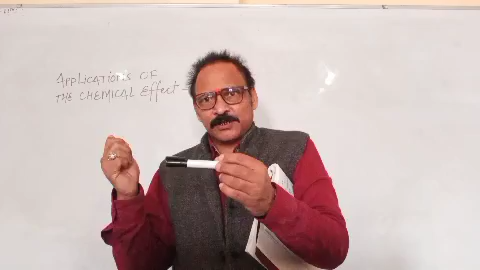 Applications OF
THE CHEMICAL Effect -